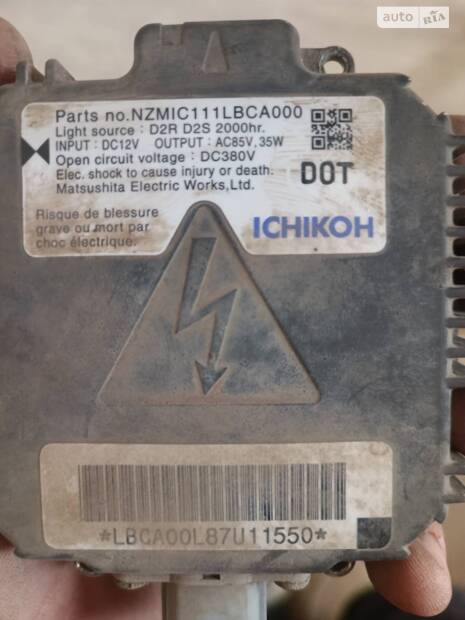 auto RIA
Parts no.NZMIC111LBCA000
Light source : D2R D2S 2000hr.
INPUT : DC12V OUTPUT : AC85V, 35W
Open circuit voltage : DC380V
Elec. shock to cause injury or death.
Matsushita Electric Works,Ltd.
DOT
Risque de blessure
grave ou mort par
choc électrique.
ICHIKOH
*LBCA00L87U11550*